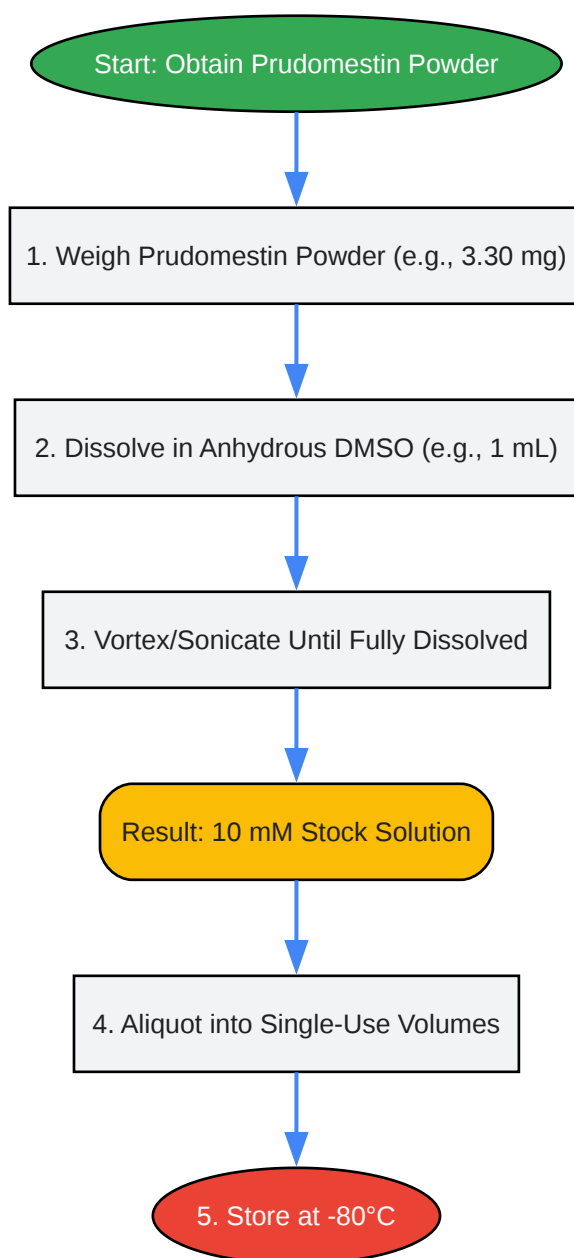 Start: Obtain Prudomestin Powder
1. Weigh Prudomestin Powder (e.g., 3.30 mg)
2. Dissolve in Anhydrous DMSO (e.g., 1 mL)
3. Vortex/Sonicate Until Fully Dissolved
Result: 10 mM Stock Solution
4. Aliquot into Single-Use Volumes
5. Store at -80°C